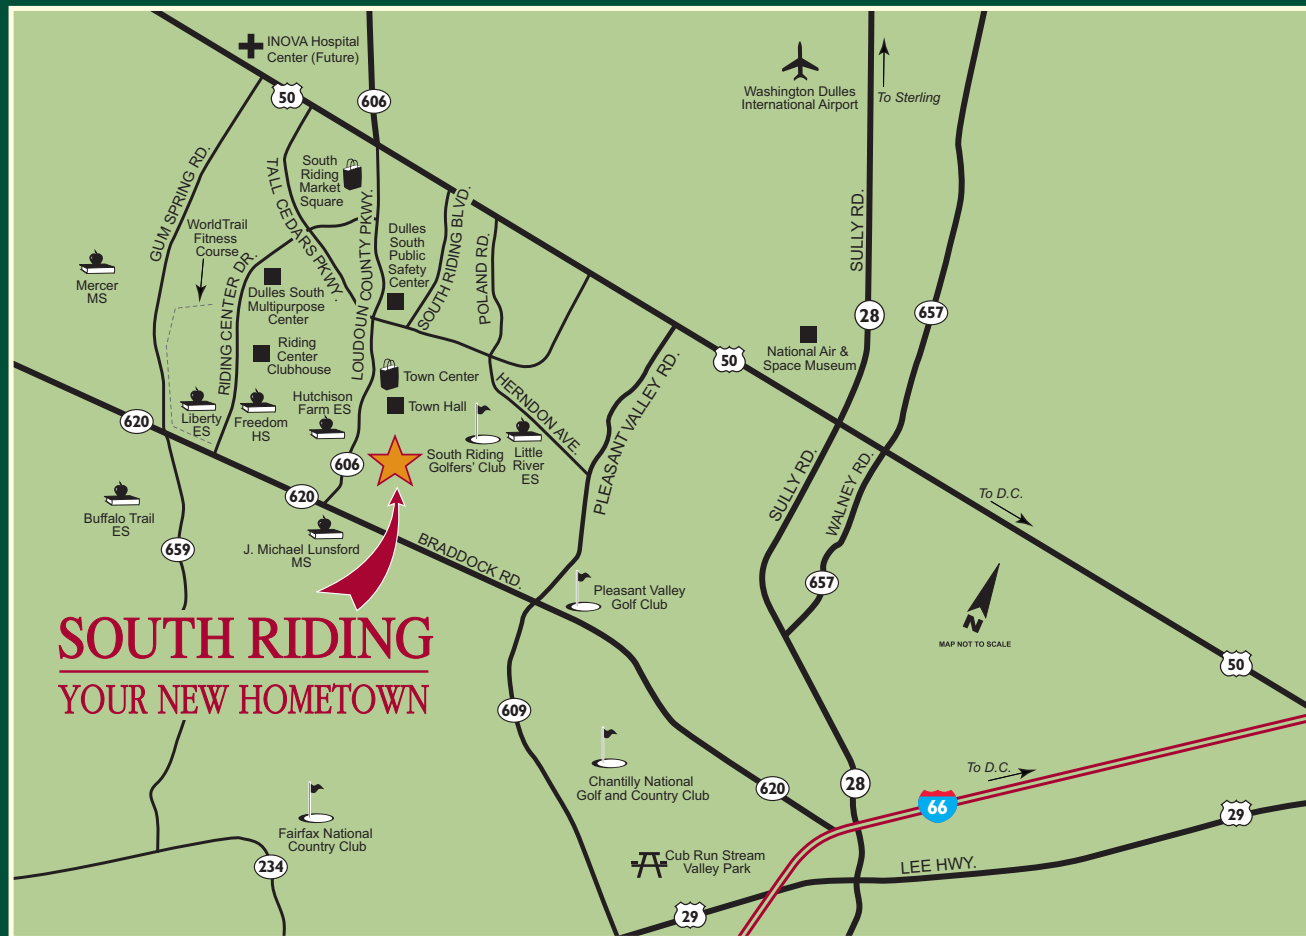 INOVA Hospital
Center (Future)
50
606
Washington Dulles
International Airport
To Sterling
GUM SPRING RD.
TALL CEDARS PKWY.
South
Riding
Market
Square
LOUDOUN COUNTY PKWY.
SOUTH RIDING BLVD.
POLAND RD.
SULLY RD.
WorldTrail
Fitness
Course
Dulles
South
Public
Safety
Center
Mercer
MS
RIDING CENTER DR.
Dulles South
Multipurpose
Center
28
657
Riding
Center
Clubhouse
50
National Air &
Space Museum
Town Center
Hutchison
Farm ES
Town Hall
HERNDON AVE.
PLEASANT VALLEY RD.
620
Liberty
ES
Freedom
HS
606
South Riding
Golfers' Club
Little
River
ES
SULLY RD.
WALNEY RD.
To D.C.
620
Buffalo Trail
ES
659
J. Michael Lunsford
MS
BRADDOCK RD.
Pleasant Valley
Golf Club
657
N
MAP NOT TO SCALE
SOUTH RIDING
YOUR NEW HOMETOWN
50
609
Chantilly National
Golf and Country Club
620
28
To D.C.
66
29
Fairfax National
Country Club
234
Cub Run Stream
Valley Park
LEE HWY.
29